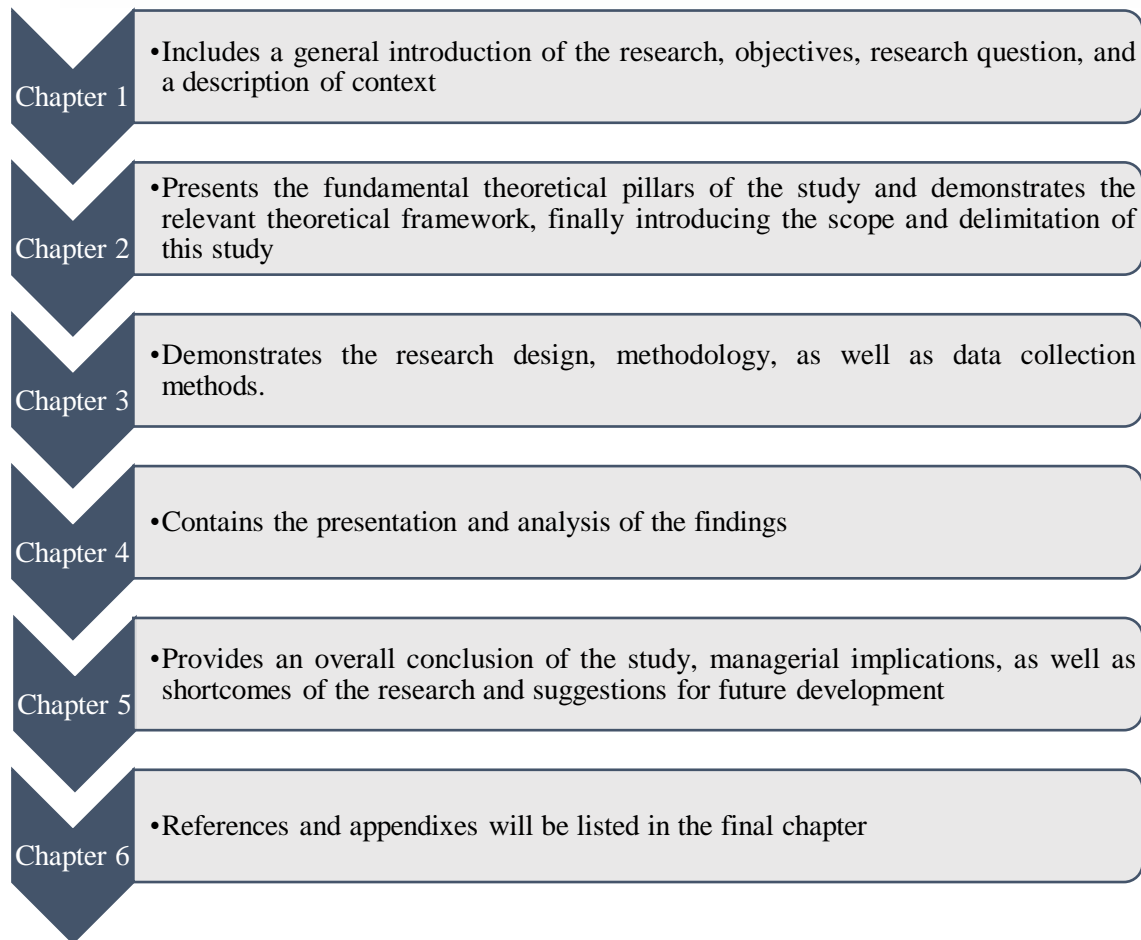 Chapter 1
•Includes a general introduction of the research, objectives, research question, and
a description of context
Chapter 2
•Presents the fundamental theoretical pillars of the study and demonstrates the
relevant theoretical framework, finally introducing the scope and delimitation of
this study
Chapter 3
•Demonstrates the research design, methodology, as well as data collection
methods.
Chapter 4
•Contains the presentation and analysis of the findings
Chapter 5
•Provides an overall conclusion of the study, managerial implications, as well as
shortcomes of the research and suggestions for future development
Chapter 6
•References and appendixes will be listed in the final chapter